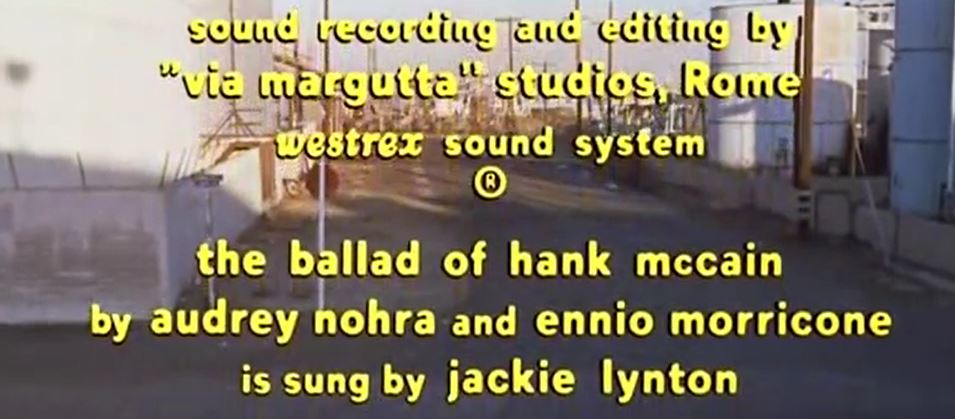 sound recording and editing by
"via margutta" studios, Rome
westrex sound system
®
the ballad of hank mccain
by audrey nohra and ennio morricone
is sung by jackie lynton